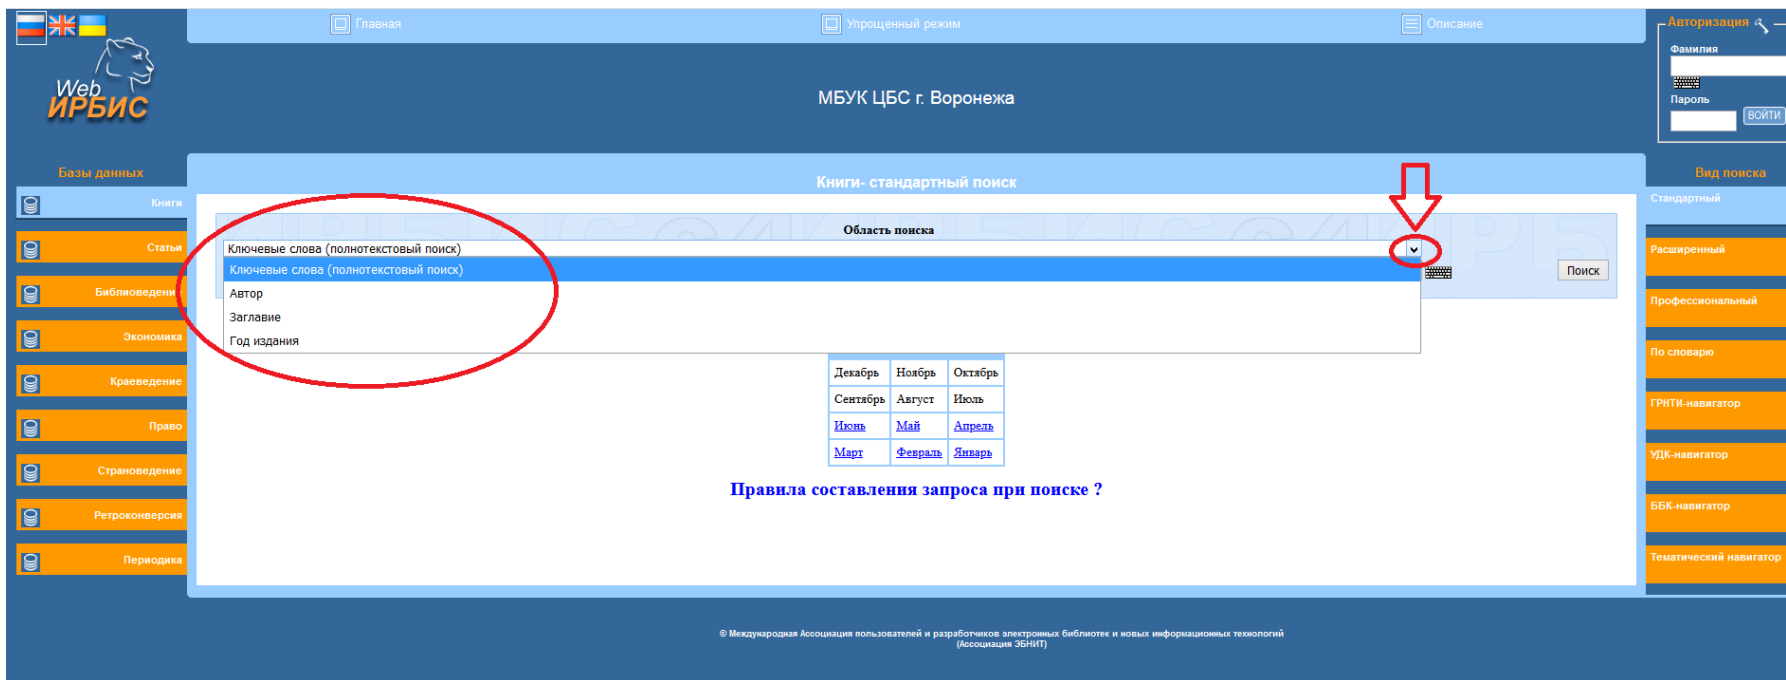 Главная
Упрощенный режим
Описание
Авторизация
Фамилия
Пароль
ВОЙТИ
Web
ИРБИС
МБУК ЦБС г. Воронежа
Базы данных
Книги
Статьи
Библиоведение
Экономика
Краеведение
Право
Страноведение
Ретроконверсия
Периодика
Книги- стандартный поиск
Область поиска
Ключевые слова (полнотекстовый поиск)
Ключевые слова (полнотекстовый поиск)
Автор
Заглавие
Год издания
Поиск
Декабрь Ноябрь Октябрь
Сентябрь Август Июль
Июнь Май Апрель
Март Февраль Январь
Правила составления запроса при поиске ?
Вид поиска
Стандартный
Расширенный
Профессиональный
По словарю
ГРНТИ-навигатор
УДК-навигатор
ББК-навигатор
Тематический навигатор
© Международная Ассоциация пользователей и разработчиков электронных библиотек и новых информационных технологий
(Ассоциация ЭБНИТ)